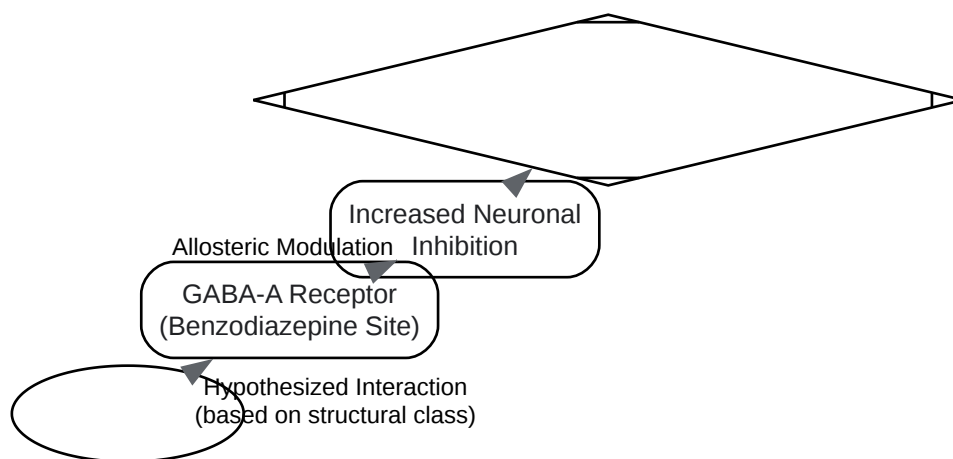 Increased Neuronal
Inhibition
Allosteric Modulation
GABA-A Receptor
(Benzodiazepine Site)
Hypothesized Interaction
(based on structural class)